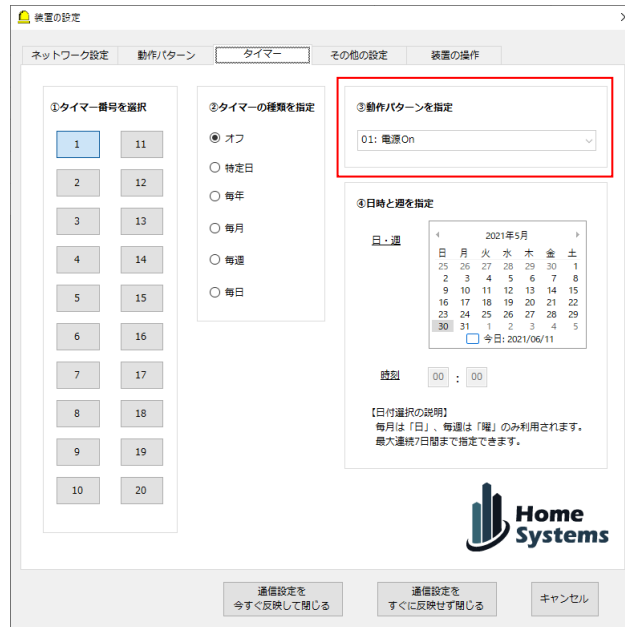 装置の設定
ネットワーク設定
動作パターン
タイマー
その他の設定
装置の操作
①タイマー番号を選択
1 11
2 12
3 13
4 14
5 15
6 16
7 17
8 18
9 19
10 20
②タイマーの種類を指定
オフ
特定日
毎年
毎月
毎週
毎日
③動作パターンを指定
01: 電源On
④日時と週を指定
日・週
2021年5月
日 月 火 水 木 金 土
25 26 27 28 29 30 1
2 3 4 5 6 7 8
9 10 11 12 13 14 15
16 17 18 19 20 21 22
23 24 25 26 27 28 29
30 31 1 2 3 4 5
今日: 2021/06/11
時刻
00 : 00
【日付選択の説明】
毎月は「日」、毎週は「曜」のみ利用されます。
最大連続7日間まで指定できます。
Home
Systems
通信設定を
今すぐ反映して閉じる
通信設定を
すぐに反映せず閉じる
キャンセル